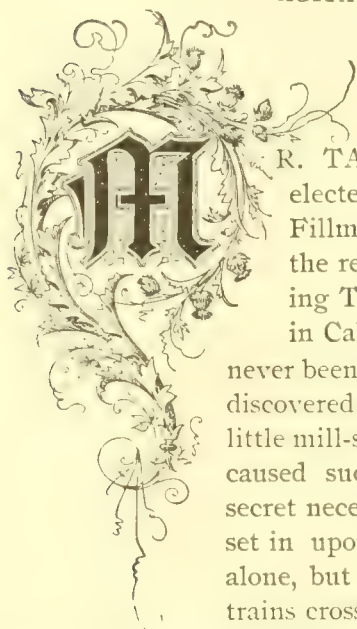 MR. TA
electe
Fillm
the re
ing T
in Ca
never been
discovered
little mill-s
caused suc
secret nece
set in upo
alone, but
trains cross